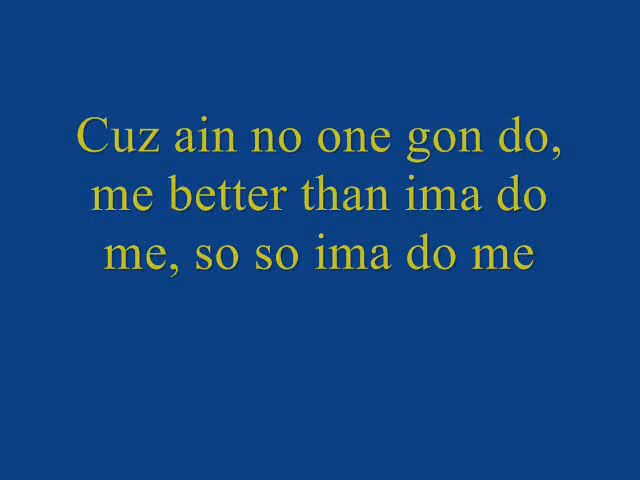 Cuz ain no one gon do,
me better than ima do
me, so so ima do me